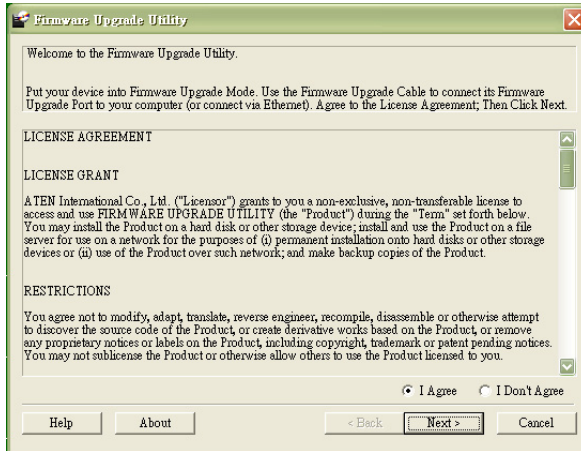 Firmware Upgrade Utility
Welcome to the Firmware Upgrade Utility.
Put your device into Firmware Upgrade Mode. Use the Firmware Upgrade Cable to connect its Firmware
Upgrade Port to your computer (or connect via Ethernet). Agree to the License Agreement; Then Click Next.
LICENSE AGREEMENT
LICENSE GRANT
ATEN International Co., Ltd. ("Licensor") grants to you a non-exclusive, non-transferable license to
access and use FIRMWARE UPGRADE UTILITY (the "Product") during the "Term" set forth below.
You may install the Product on a hard disk or other storage device; install and use the Product on a file
server for use on a network for the purposes of (i) permanent installation onto hard disks or other storage
devices or (ii) use of the Product over such network; and make backup copies of the Product.
RESTRICTIONS
You agree not to modify, adapt, translate, reverse engineer, recompile, disassemble or otherwise attempt
to discover the source code of the Product, or create derivative works based on the Product, or remove
any proprietary notices or labels on the Product, including copyright, trademark or patent pending notices.
You may not sublicense the Product or otherwise allow others to use the Product licensed to you.
I Agree I Don't Agree
Help About < Back Next > Cancel